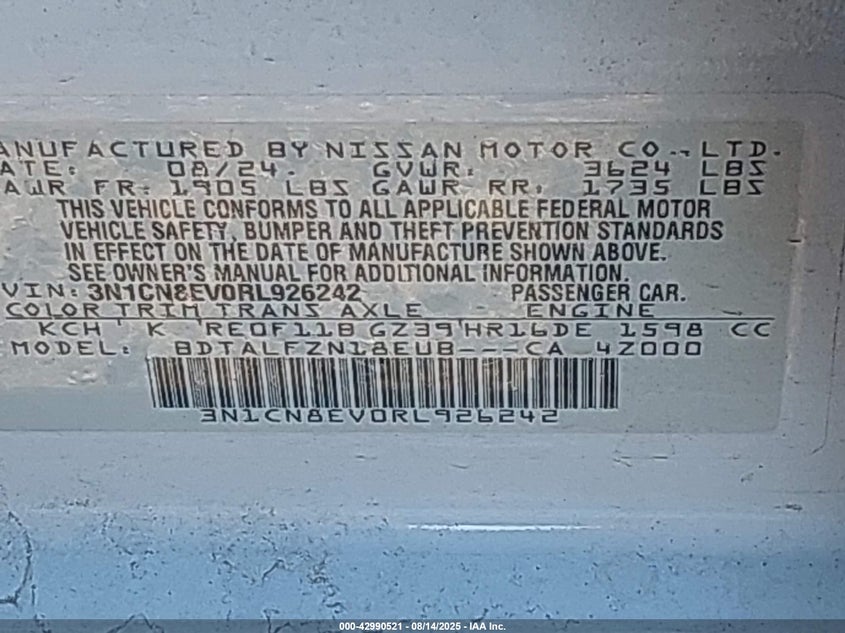 ANUFACTURED BY NISSAN MOTOR CO., LTD.
ATE: 08/24. GVWR: 3624 LBS
AWR FR: 1905 LBS GAWR RR: 1735 LBS
THIS VEHICLE CONFORMS TO ALL APPLICABLE FEDERAL MOTOR
VEHICLE SAFETY, BUMPER AND THEFT PREVENTION STANDARDS
IN EFFECT ON THE DATE OF MANUFACTURE SHOWN ABOVE.
SEE OWNER'S MANUAL FOR ADDITIONAL INFORMATION.
VIN: 3N1CN8EV0RL926242 PASSENGER CAR.
COLOR TRIM TRANS AXLE ENGINE
KCH K RE0F11B GZ39 HR16DE 1598 CC
MODEL: BDTALFZN18EUB---CA 4Z000
3N1CN8EV0RL926242
000-42990521 - 08/14/2025 - IAA Inc.